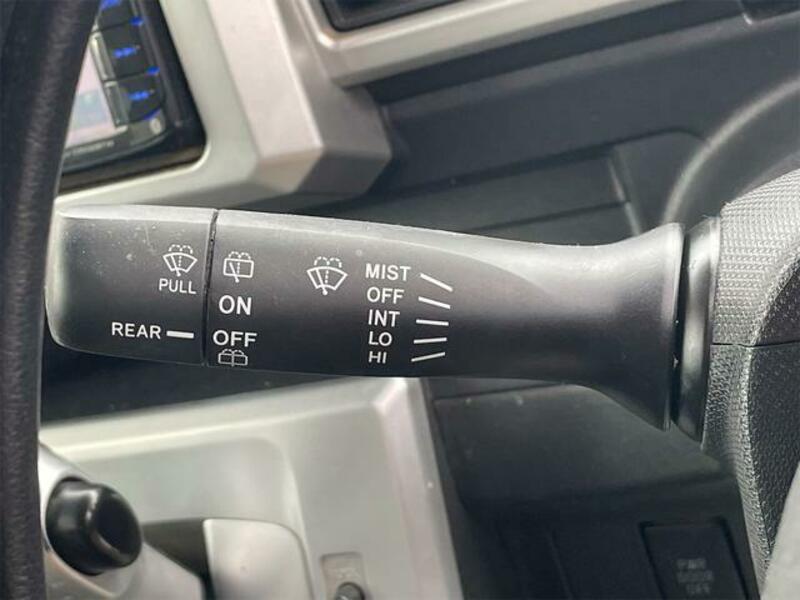 PULL
REAR
ON
OFF
MIST
OFF
INT
LO
HI